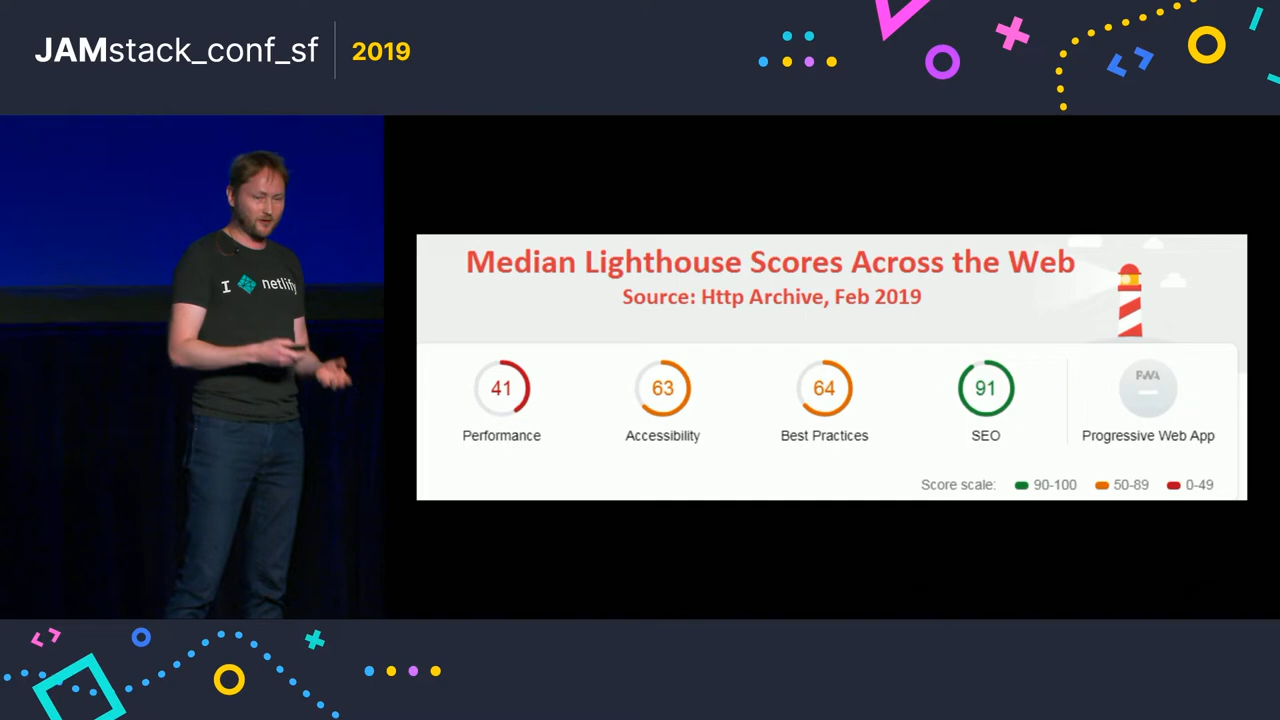 JAMstack_conf_sf
2019
I netlify
Median Lighthouse Scores Across the Web
Source: Http Archive, Feb 2019
41
63
64
91
PWA
Performance
Accessibility
Best Practices
SEO
Progressive Web App
Score scale: 90-100 50-89 0-49